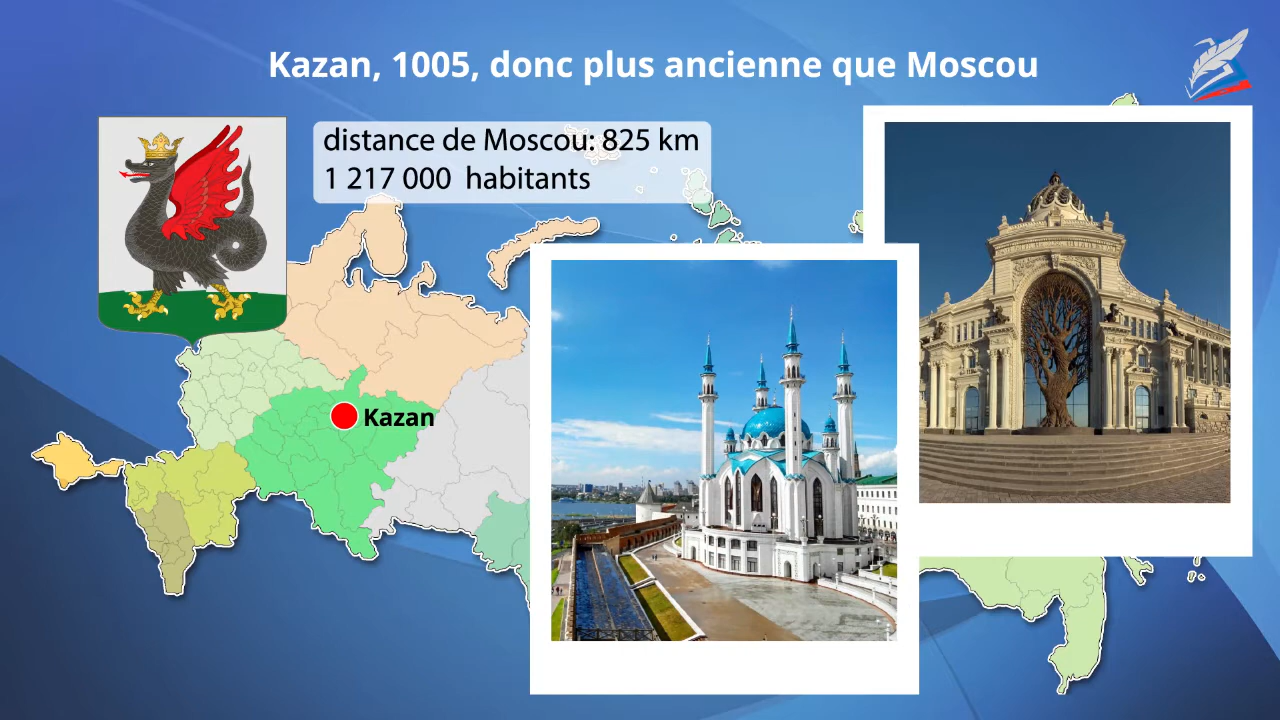 Kazan, 1005, donc plus ancienne que Moscou
distance de Moscou: 825 km
1 217 000 habitants
Kazan